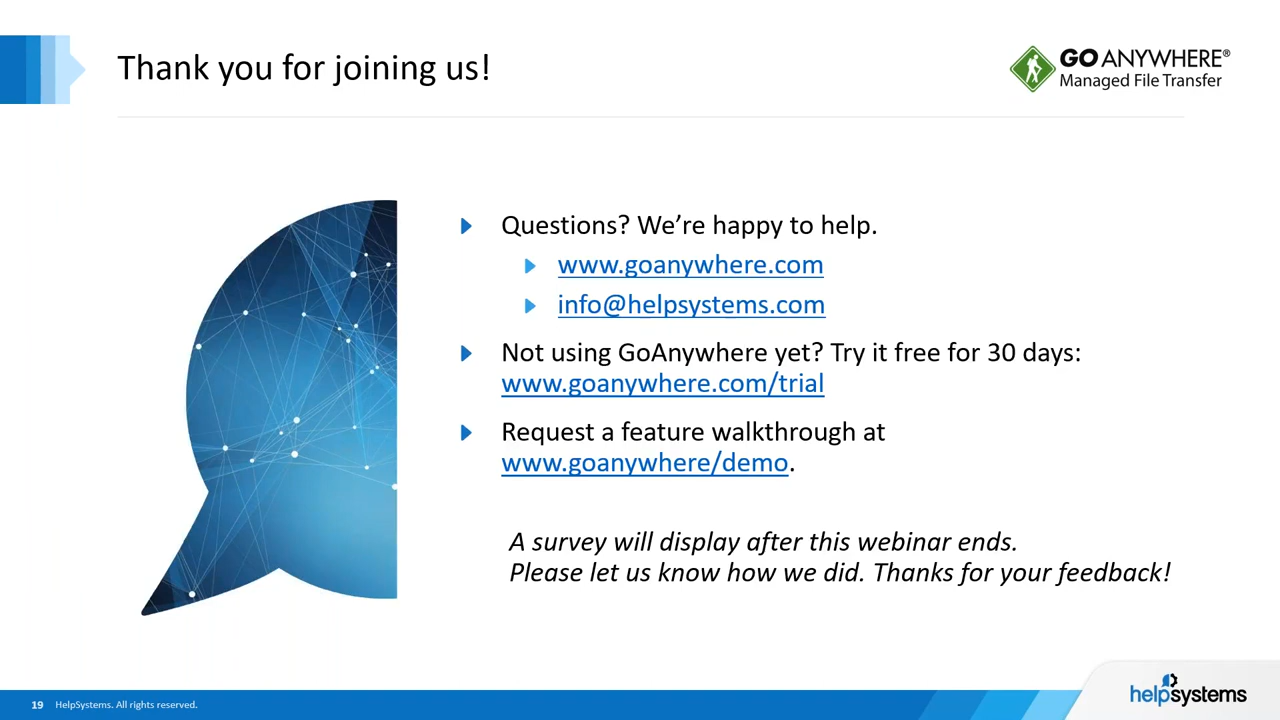 Thank you for joining us!
GOANYWHERE®
Managed File Transfer
Questions? We’re happy to help.
www.goanywhere.com
info@helpsystems.com
Not using GoAnywhere yet? Try it free for 30 days:
www.goanywhere.com/trial
Request a feature walkthrough at
www.goanywhere/demo.
A survey will display after this webinar ends.
Please let us know how we did. Thanks for your feedback!
19 HelpSystems. All rights reserved.
helpsystems